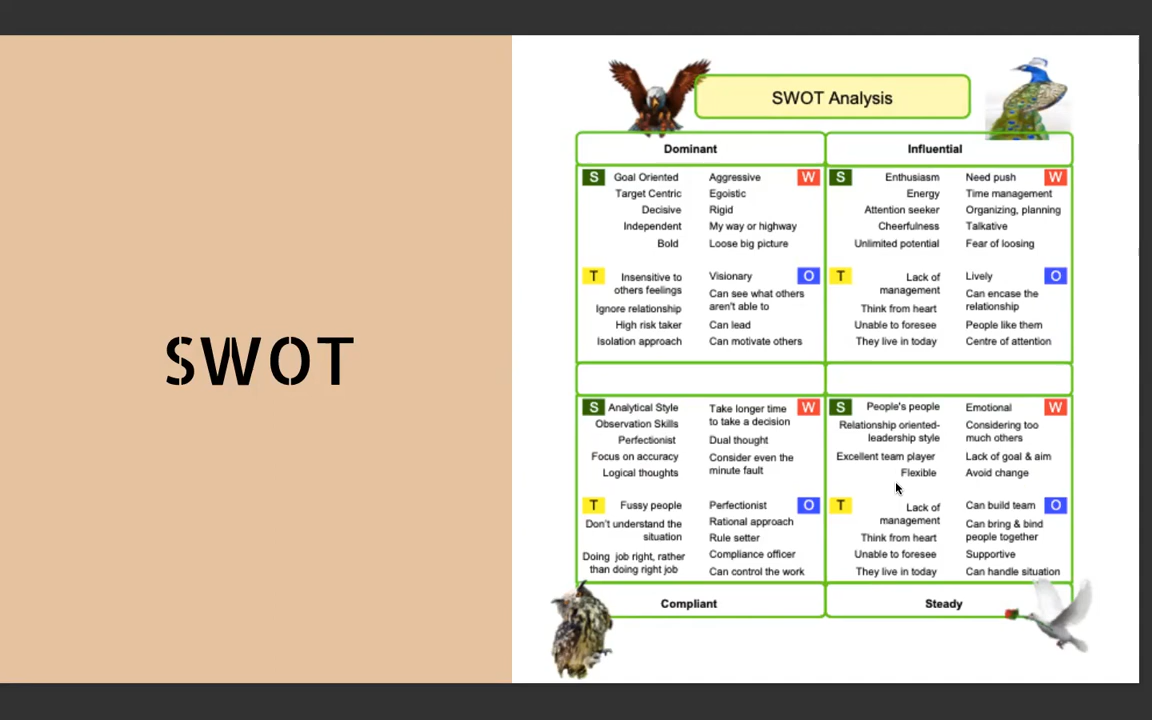 SWOT
SWOT Analysis
Dominant
Influential
S
Goal Oriented
Target Centric
Decisive
Independent
Bold
W
Aggressive
Egoistic
Rigid
My way or highway
Loose big picture
T
Insensitive to
others feelings
Ignore relationship
High risk taker
Isolation approach
O
Visionary
Can see what others
aren't able to
Can lead
Can motivate others
S
Enthusiasm
Energy
Attention seeker
Cheerfulness
Unlimited potential
W
Need push
Time management
Organizing, planning
Talkative
Fear of loosing
T
Lack of
management
Think from heart
Unable to foresee
They live in today
O
Lively
Can encase the
relationship
People like them
Centre of attention
S
Analytical Style
Observation Skills
Perfectionist
Focus on accuracy
Logical thoughts
W
Take longer time
to take a decision
Dual thought
Consider even the
minute fault
T
Fussy people
Don't understand the
situation
Doing job right, rather
than doing right job
O
Perfectionist
Rational approach
Rule setter
Compliance officer
Can control the work
S
People's people
Relationship oriented-
leadership style
Excellent team player
Flexible
W
Emotional
Considering too
much others
Lack of goal & aim
Avoid change
T
Lack of
management
Think from heart
Unable to foresee
They live in today
O
Can build team
Can bring & bind
people together
Supportive
Can handle situation
Compliant
Steady